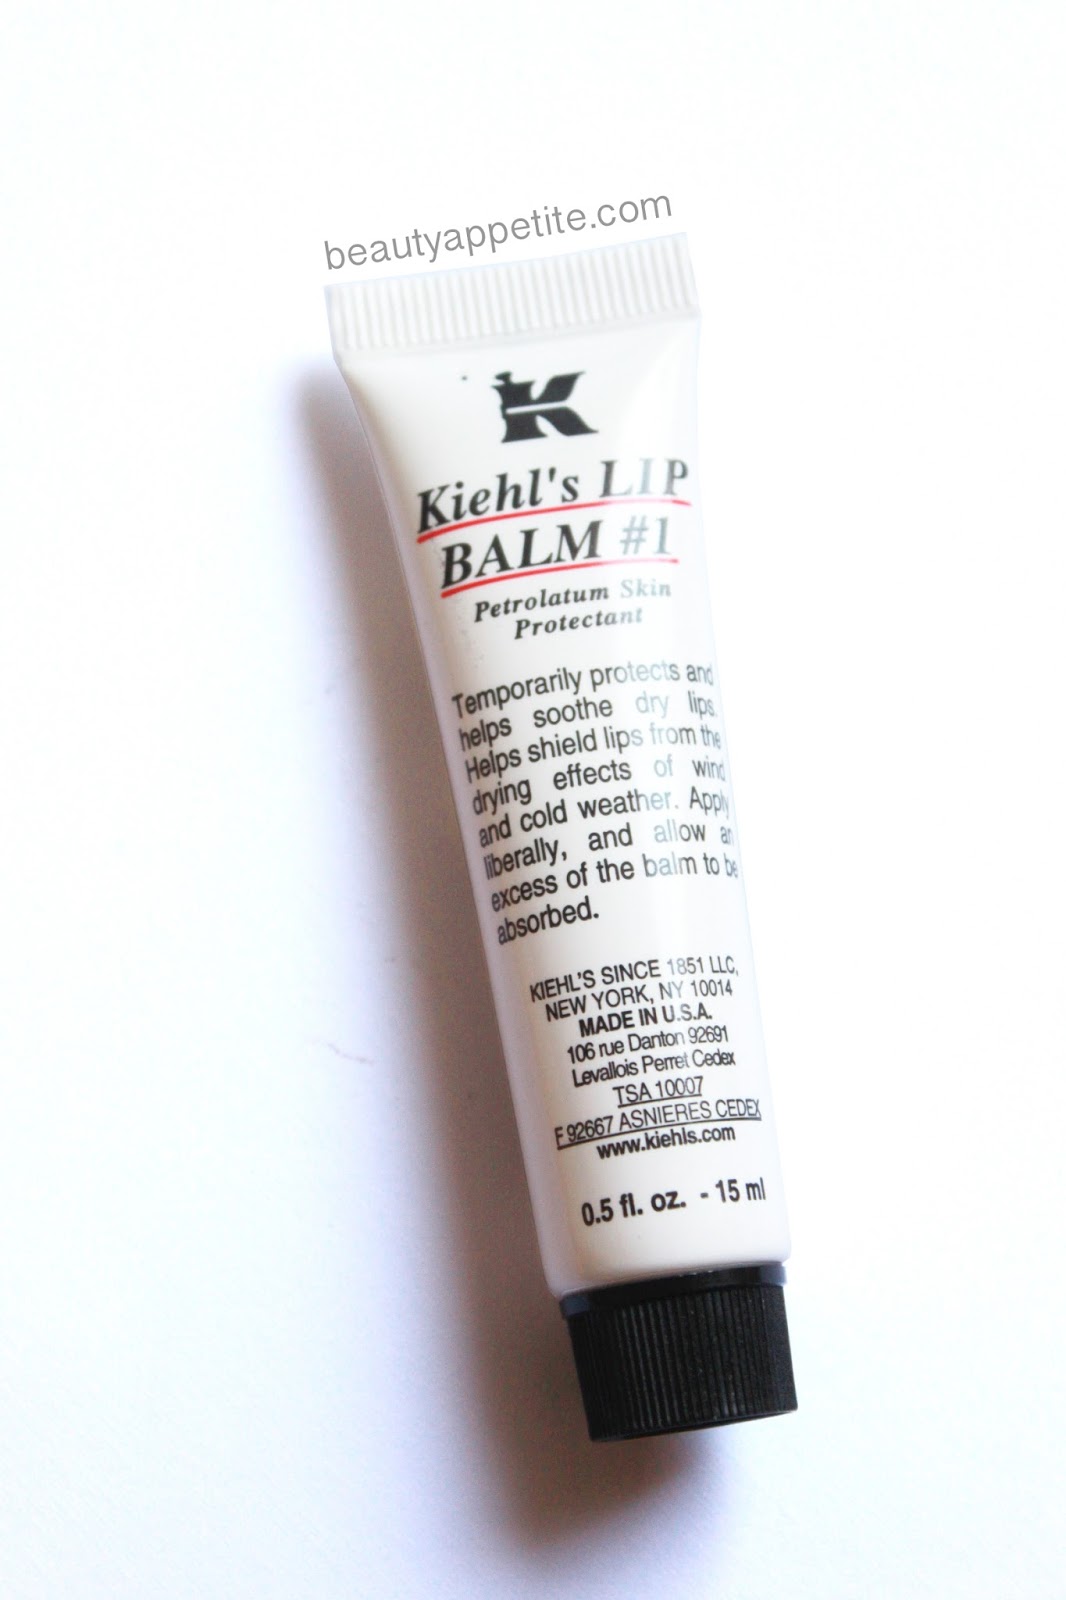 beautyappetite.com
K
Kiehl's LIP
BALM #1
Petrolatum Skin
Protectant
Temporarily protects and
helps soothe dry lips.
Helps shield lips from the
drying effects of wind
and cold weather. Apply
liberally, and allow an
excess of the balm to be
absorbed.
KIEHL'S SINCE 1851 LLC,
NEW YORK, NY 10014
MADE IN U.S.A.
106 rue Danton 92691
Levallois Perret Cedex
TSA 10007
F 92667 ASNIERES CEDEX
www.kiehls.com
0.5 fl. oz. - 15 ml